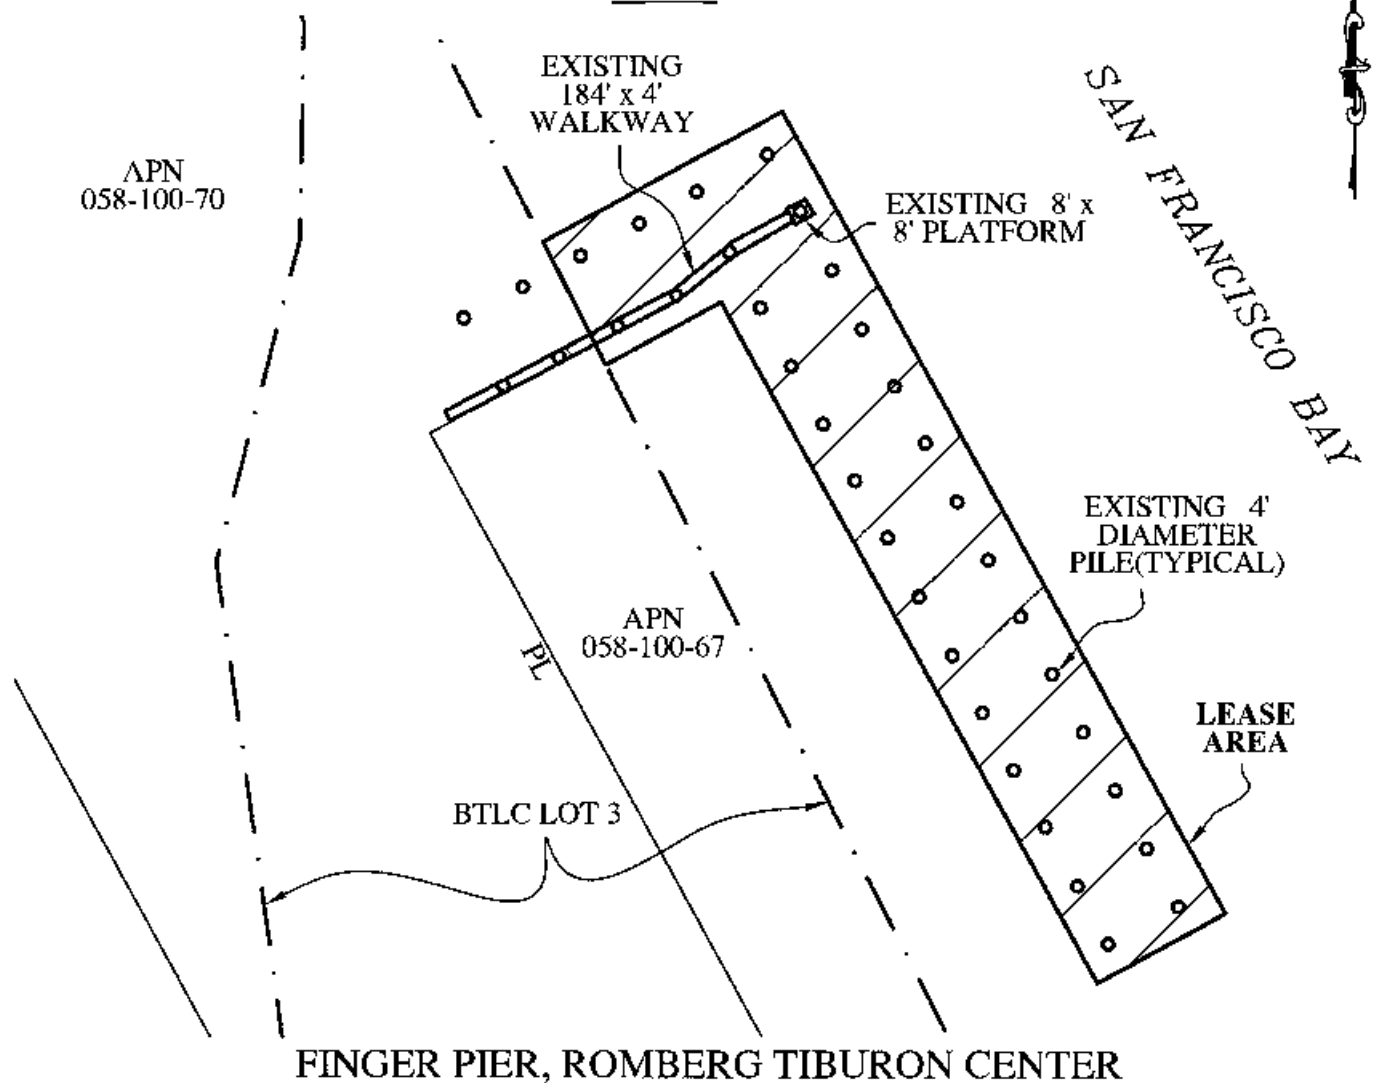 EXISTING
184' x 4'
WALKWAY
SAN FRANCISCO BAY
APN
058-100-70
EXISTING 8' x
8' PLATFORM
EXISTING 4'
DIAMETER
PILE(TYPICAL)
APN
058-100-67
PL
LEASE
AREA
BTLC LOT 3
FINGER PIER, ROMBERG TIBURON CENTER